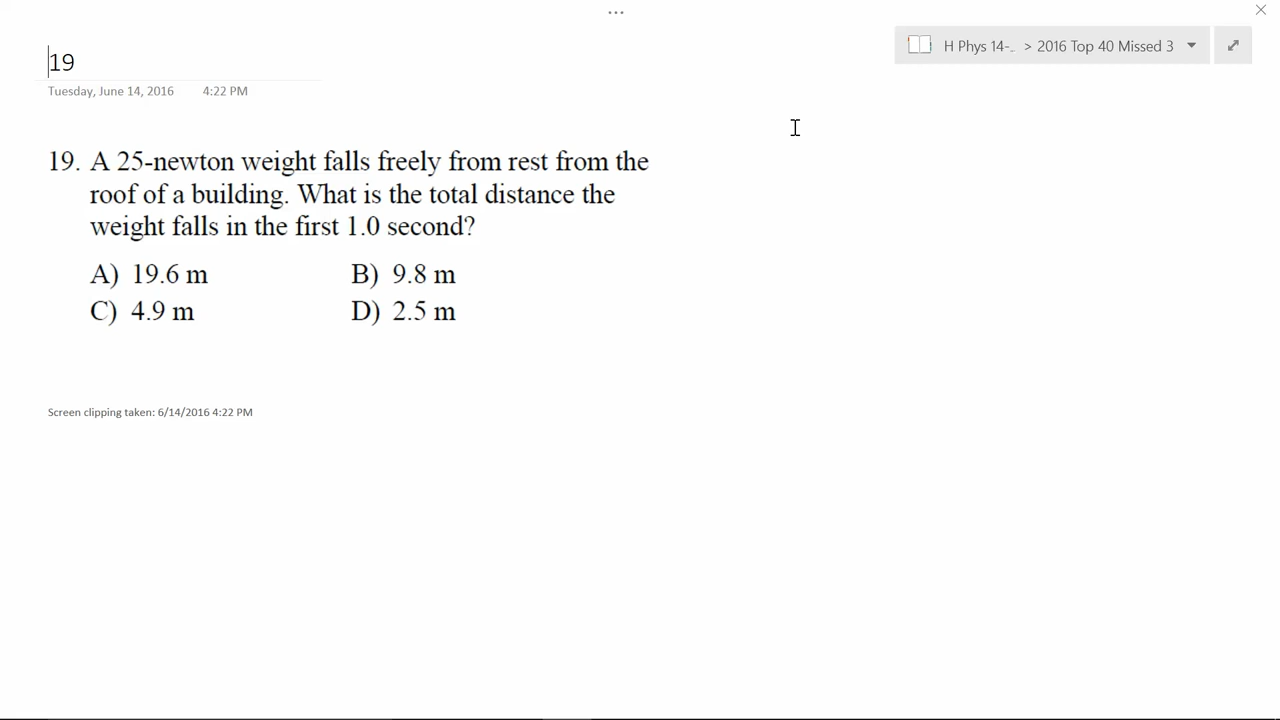 ...
19
H Phys 14-.. > 2016 Top 40 Missed 3
Tuesday, June 14, 2016 4:22 PM
19. A 25-newton weight falls freely from rest from the
roof of a building. What is the total distance the
weight falls in the first 1.0 second?
A) 19.6 m B) 9.8 m
C) 4.9 m D) 2.5 m
Screen clipping taken: 6/14/2016 4:22 PM